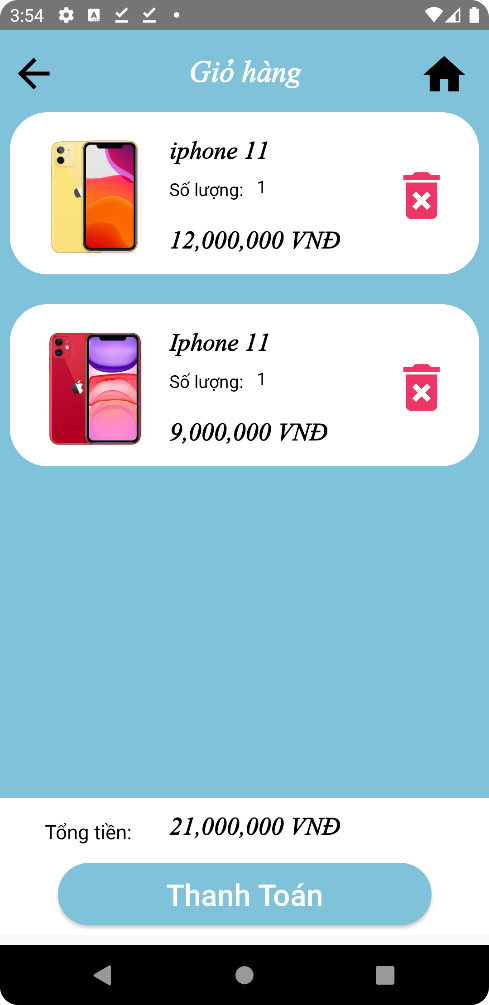 3:54
Giỏ hàng
iphone 11
Số lượng: 1
12,000,000 VNĐ
Iphone 11
Số lượng: 1
9,000,000 VNĐ
Tổng tiền: 21,000,000 VNĐ
Thanh Toán